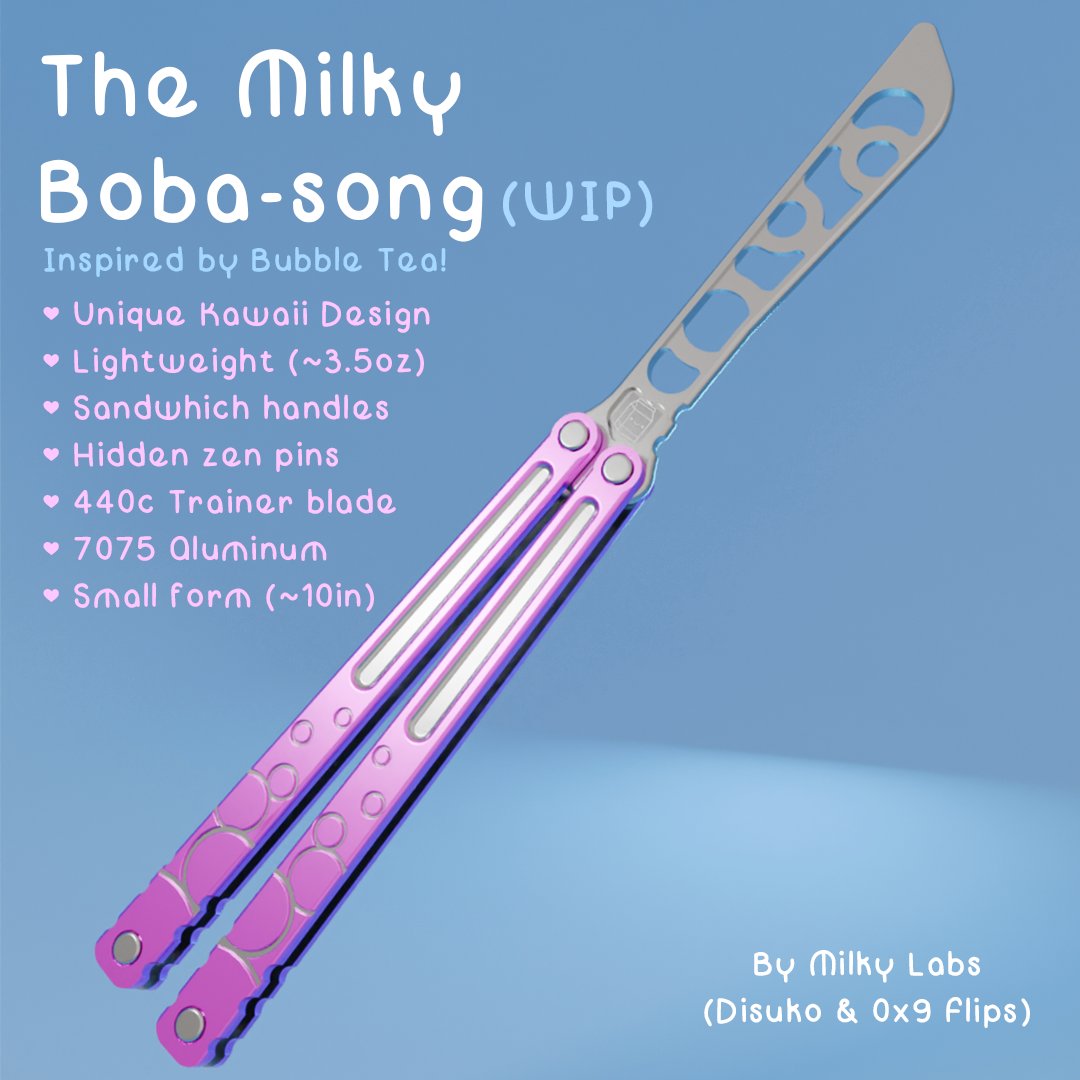 The Milky
Boba-song (WIP)
Inspired by Bubble Tea!
♥ Unique Kawaii Design
♥ Lightweight (~3.5oz)
♥ Sandwhich handles
♥ Hidden zen pins
♥ 440c Trainer blade
♥ 7075 Aluminum
♥ Small form (~10in)
By Milky Labs
(Disuko & 0x9 Flips)